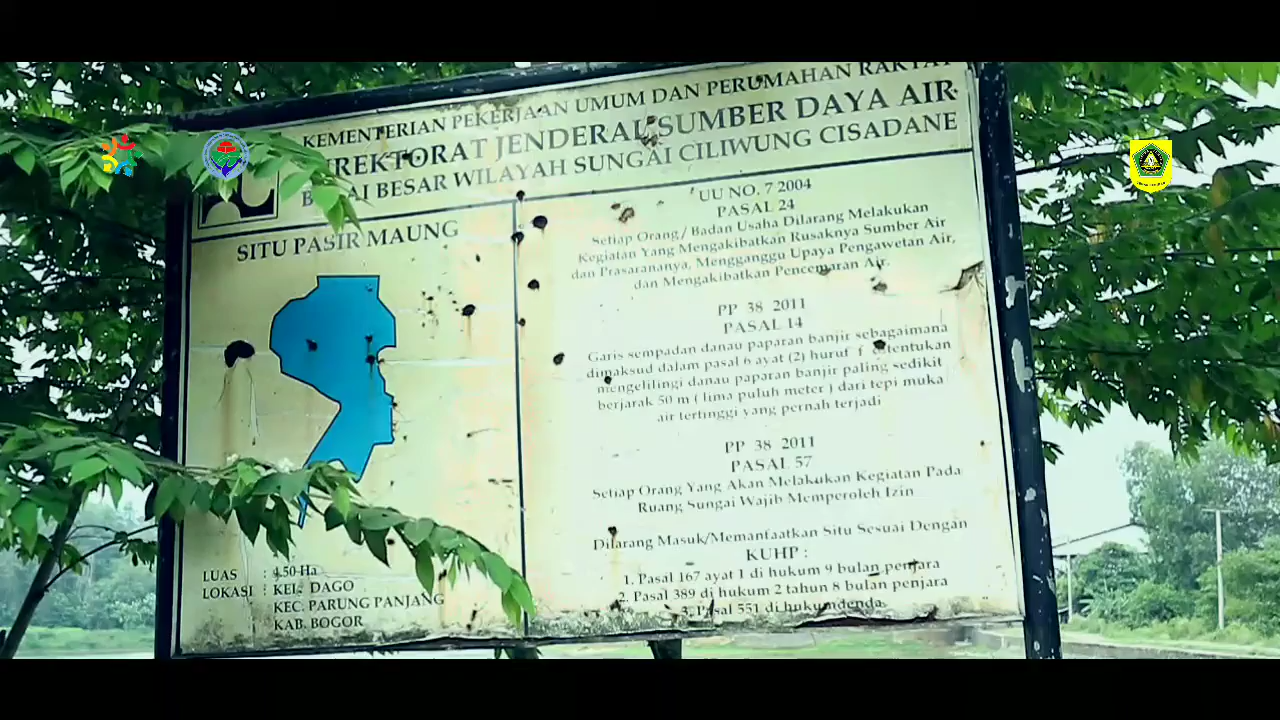 KEMENTERIAN PEKERJAAN UMUM DAN PERUMAHAN RAKYAT
DIREKTORAT JENDERAL SUMBER DAYA AIR
BALAI BESAR WILAYAH SUNGAI CILIWUNG CISADANE
SITU PASIR MAUNG
LUAS : 4,50 Ha
LOKASI : KEL. DAGO
KEC. PARUNG PANJANG
KAB. BOGOR
UU NO. 7 2004
PASAL 24
Setiap Orang / Badan Usaha Dilarang Melakukan
Kegiatan Yang Mengakibatkan Rusaknya Sumber Air
dan Prasarananya, Mengganggu Upaya Pengawetan Air,
dan Mengakibatkan Pencemaran Air.
PP 38 2011
PASAL 14
Garis sempadan danau paparan banjir sebagaimana
dimaksud dalam pasal 6 ayat (2) huruf f ditentukan
mengelilingi danau paparan banjir paling sedikit
berjarak 50 m ( lima puluh meter ) dari tepi muka
air tertinggi yang pernah terjadi
PP 38 2011
PASAL 57
Setiap Orang Yang Akan Melakukan Kegiatan Pada
Ruang Sungai Wajib Memperoleh Izin
Dilarang Masuk/Memanfaatkan Situ Sesuai Dengan
KUHP :
1. Pasal 167 ayat 1 di hukum 9 bulan penjara
2. Pasal 389 di hukum 2 tahun 8 bulan penjara
3. Pasal 551 di hukum denda